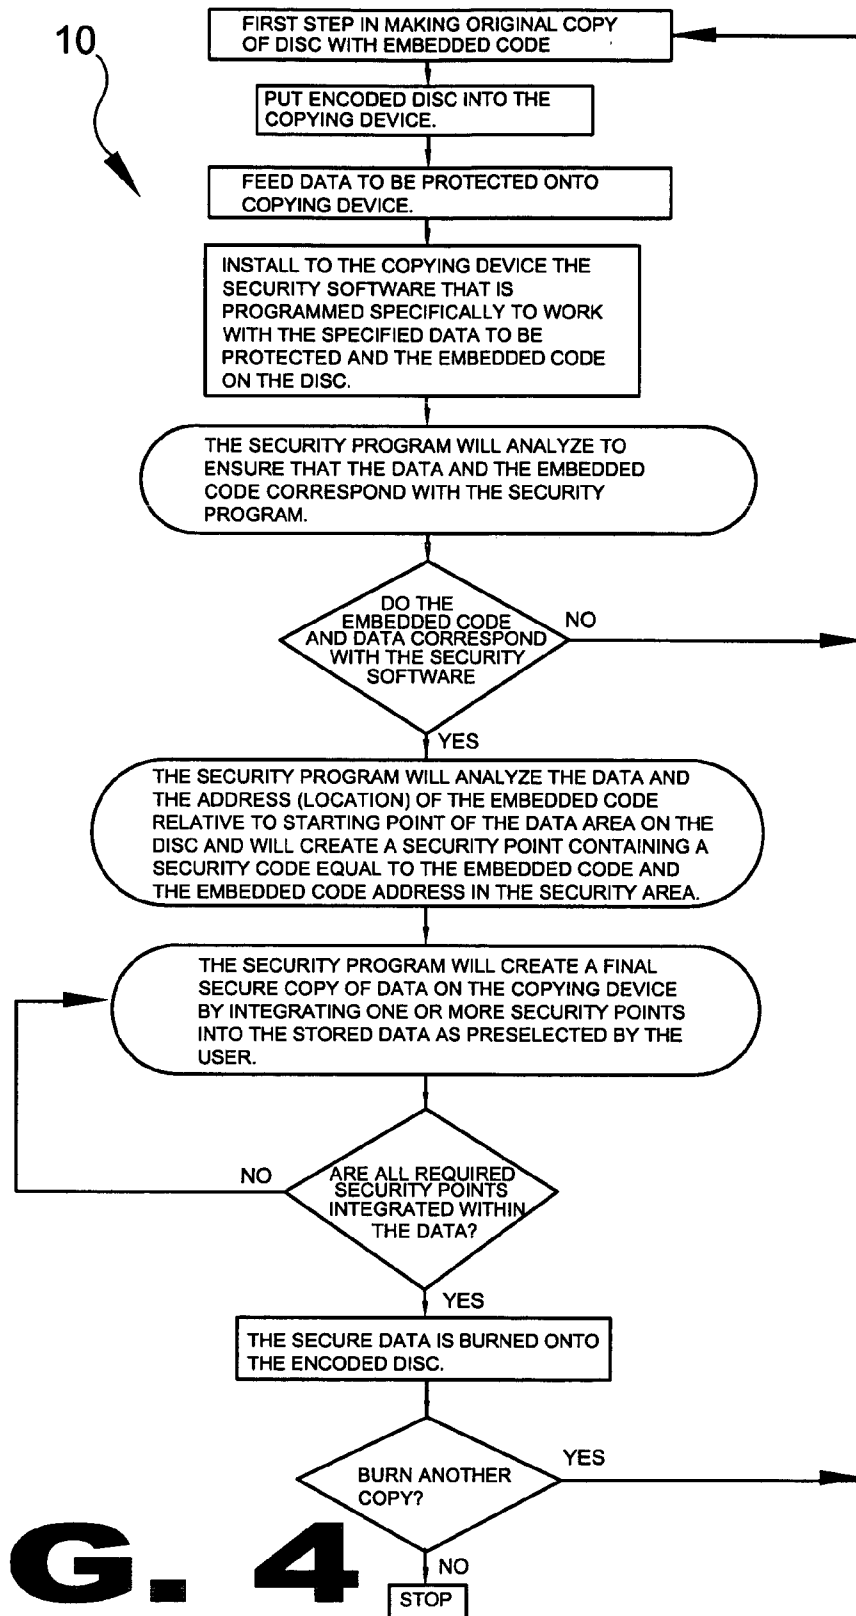 10
FIRST STEP IN MAKING ORIGINAL COPY
OF DISC WITH EMBEDDED CODE
PUT ENCODED DISC INTO THE
COPYING DEVICE.
FEED DATA TO BE PROTECTED ONTO
COPYING DEVICE.
INSTALL TO THE COPYING DEVICE THE
SECURITY SOFTWARE THAT IS
PROGRAMMED SPECIFICALLY TO WORK
WITH THE SPECIFIED DATA TO BE
PROTECTED AND THE EMBEDDED CODE
ON THE DISC.
THE SECURITY PROGRAM WILL ANALYZE TO
ENSURE THAT THE DATA AND THE EMBEDDED
CODE CORRESPOND WITH THE SECURITY
PROGRAM.
DO THE
EMBEDDED CODE
AND DATA CORRESPOND
WITH THE SECURITY
SOFTWARE
NO
YES
THE SECURITY PROGRAM WILL ANALYZE THE DATA AND
THE ADDRESS (LOCATION) OF THE EMBEDDED CODE
RELATIVE TO STARTING POINT OF THE DATA AREA ON THE
DISC AND WILL CREATE A SECURITY POINT CONTAINING A
SECURITY CODE EQUAL TO THE EMBEDDED CODE AND
THE EMBEDDED CODE ADDRESS IN THE SECURITY AREA.
THE SECURITY PROGRAM WILL CREATE A FINAL
SECURE COPY OF DATA ON THE COPYING DEVICE
BY INTEGRATING ONE OR MORE SECURITY POINTS
INTO THE STORED DATA AS PRESELECTED BY THE
USER.
NO
ARE ALL REQUIRED
SECURITY POINTS
INTEGRATED WITHIN
THE DATA?
YES
THE SECURE DATA IS BURNED ONTO
THE ENCODED DISC.
BURN ANOTHER
COPY?
YES
NO
STOP
G. 4